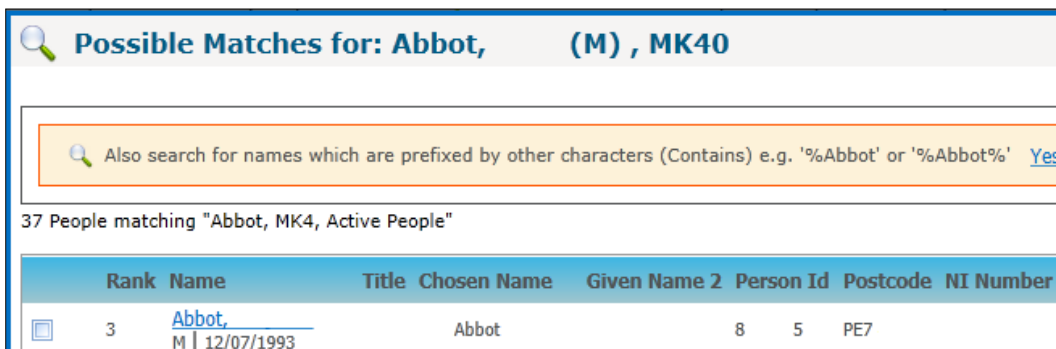 Possible Matches for: Abbot, (M) , MK40
Also search for names which are prefixed by other characters (Contains) e.g. '%Abbot' or '%Abbot%' Yes
37 People matching "Abbot, MK4, Active People"
Rank Name Title Chosen Name Given Name 2 Person Id Postcode NI Number
3 Abbot, Abbot 8 5 PE7
M | 12/07/1993